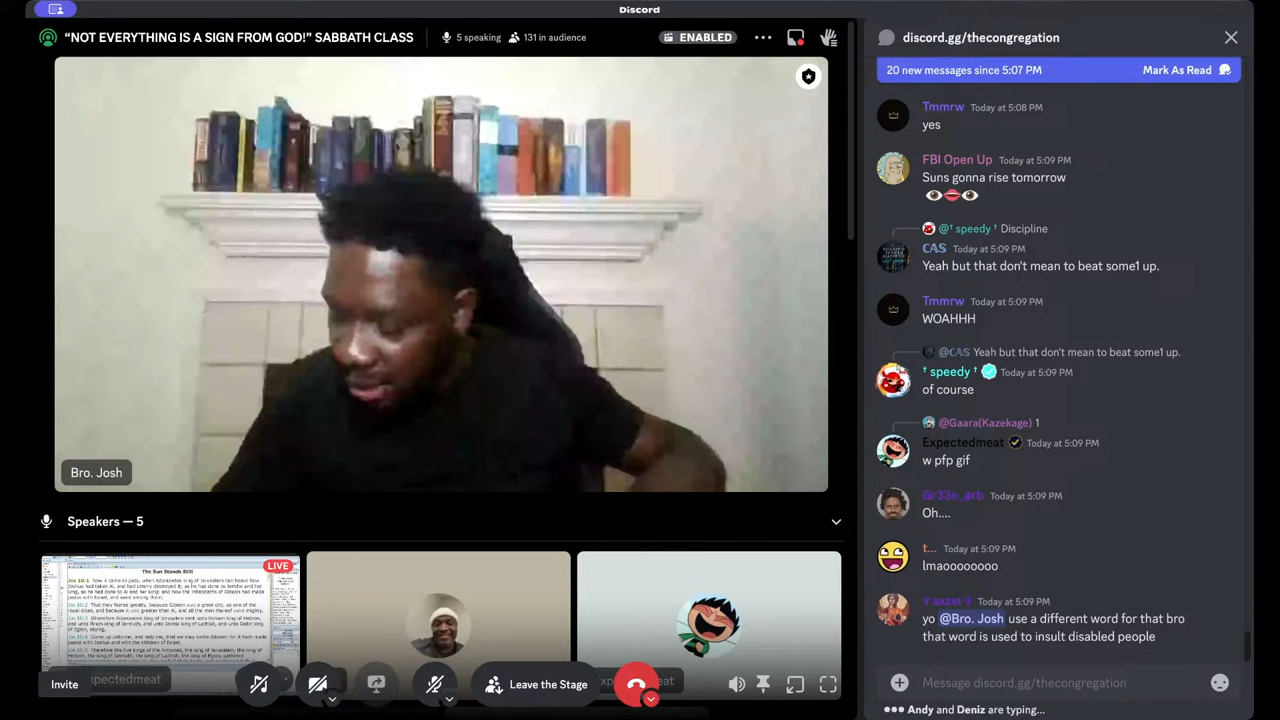 Discord
“NOT EVERYTHING IS A SIGN FROM GOD!” SABBATH CLASS
5 speaking
131 in audience
ENABLED
Bro. Josh
Speakers — 5
LIVE
The Sun Stands Still
Invite
Leave the Stage
discord.gg/thecongregation
20 new messages since 5:07 PM
Mark As Read
Tmmrw Today at 5:08 PM
yes
FBI Open Up Today at 5:09 PM
Suns gonna rise tomorrow
@† speedy † Discipline
Today at 5:09 PM
Yeah but that don't mean to beat some1 up.
Tmmrw Today at 5:09 PM
WOAHHH
Yeah but that don't mean to beat some1 up.
† speedy † Today at 5:09 PM
of course
@Gaara(Kazekage) 1
Expectedmeat Today at 5:09 PM
w pfp gif
Today at 5:09 PM
Oh....
t... Today at 5:09 PM
lmaooooooo
axzel Today at 5:09 PM
yo @Bro. Josh use a different word for that bro
that word is used to insult disabled people
Message discord.gg/thecongregation
Andy and Deniz are typing...